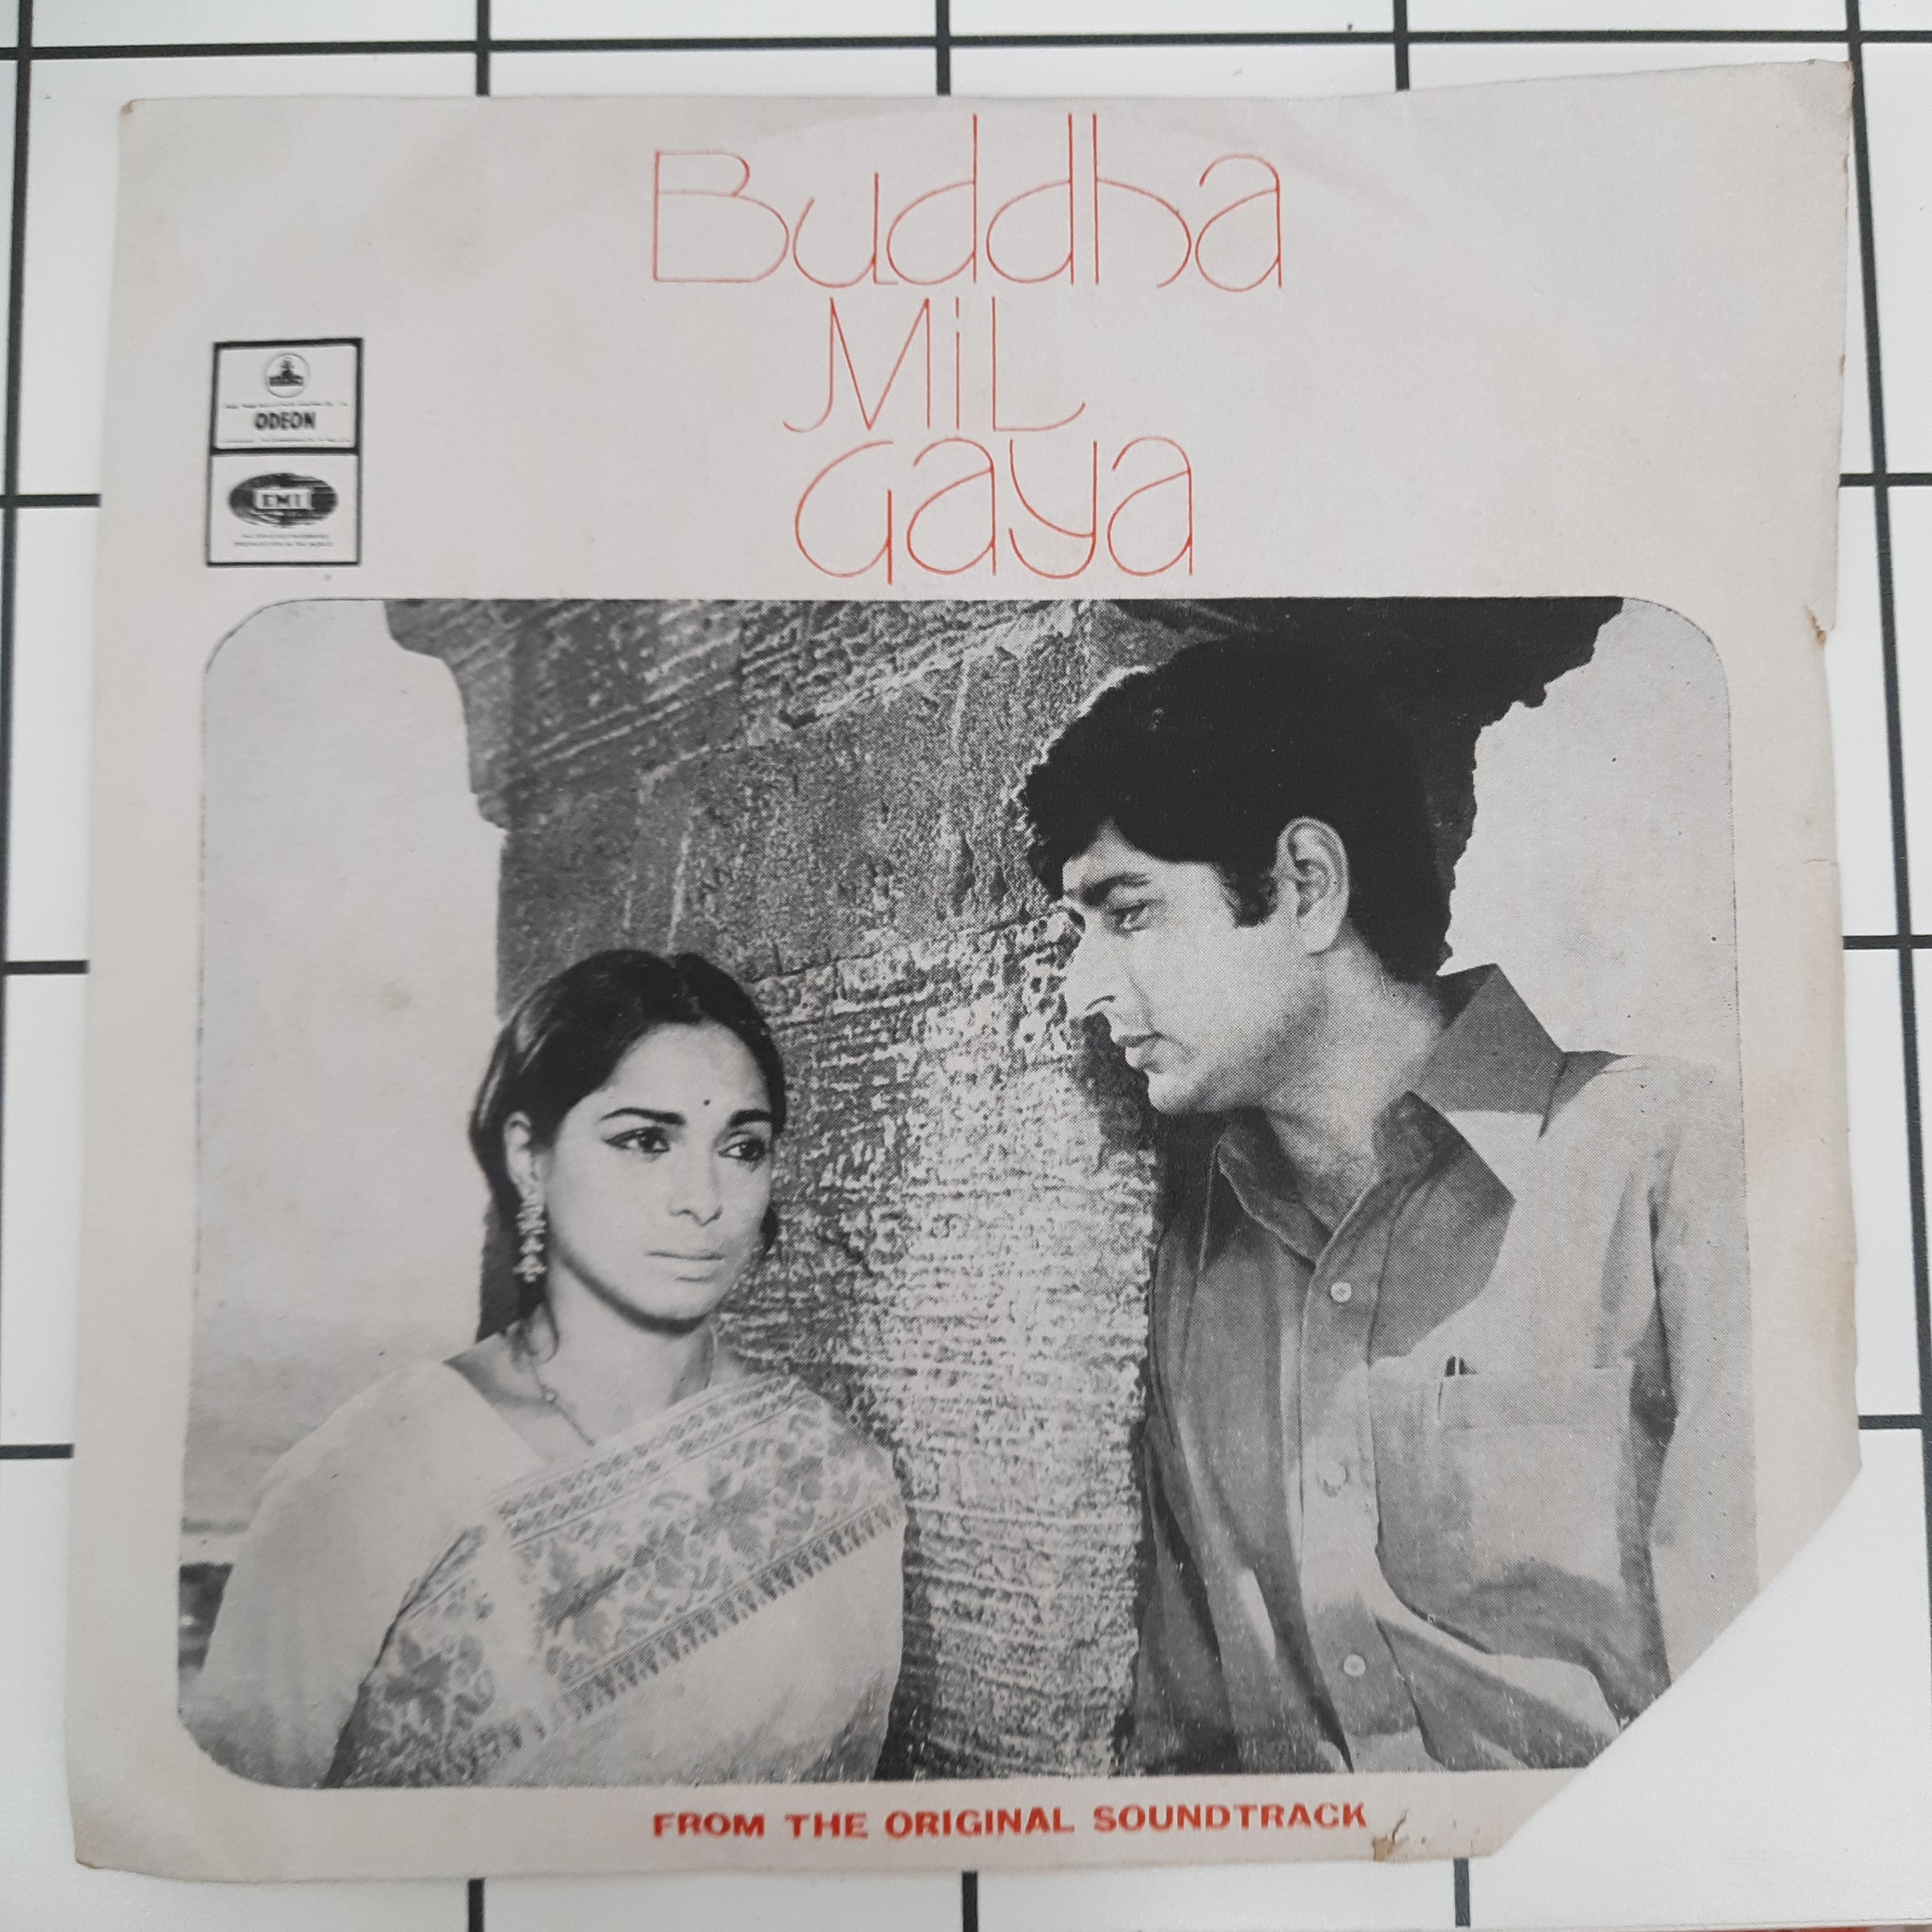 Buddha
MiL
Gaya
ODEON
EMI
FROM THE ORIGINAL SOUNDTRACK